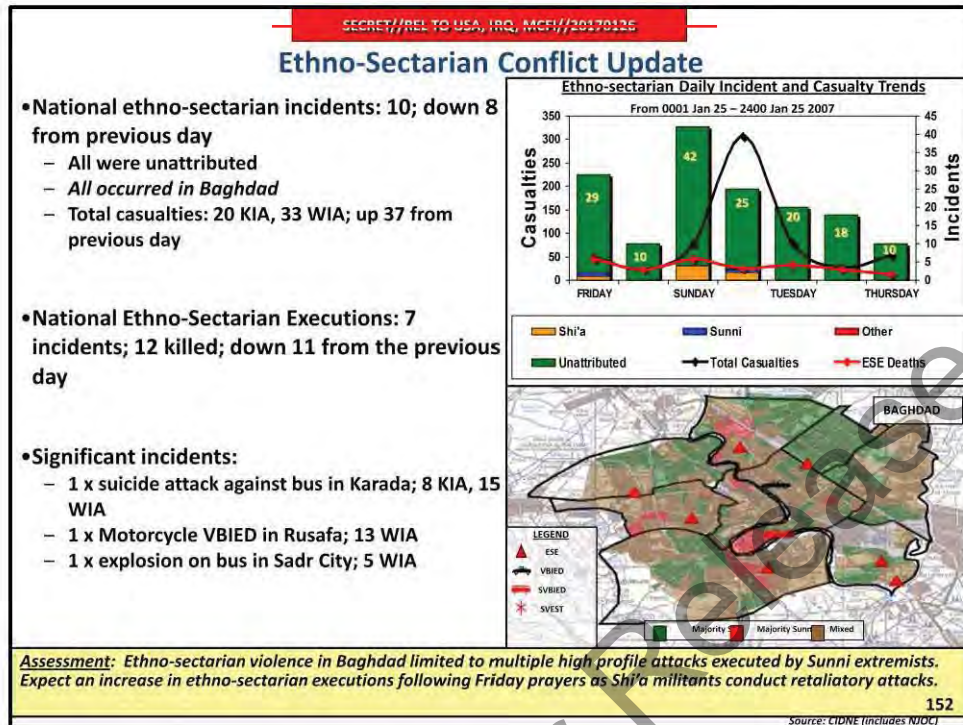 SECRET//REL TO USA, IRQ, MCFI//20170126
Ethno-Sectarian Conflict Update
•National ethno-sectarian incidents: 10; down 8
from previous day
– All were unattributed
– All occurred in Baghdad
– Total casualties: 20 KIA, 33 WIA; up 37 from
previous day
•National Ethno-Sectarian Executions: 7
incidents; 12 killed; down 11 from the previous
day
•Significant incidents:
– 1 x suicide attack against bus in Karada; 8 KIA, 15
WIA
– 1 x Motorcycle VBIED in Rusafa; 13 WIA
– 1 x explosion on bus in Sadr City; 5 WIA
Ethno-sectarian Daily Incident and Casualty Trends
From 0001 Jan 25 – 2400 Jan 25 2007
Casualties
350
300
250
200
150
100
50
0
29
10
42
25
20
18
10
45
40
35
30
25
20
15
10
5
0
Incidents
FRIDAY SUNDAY TUESDAY THURSDAY
Shi'a Sunni Other
Unattributed Total Casualties ESE Deaths
BAGHDAD
LEGEND
ESE
VBIED
SVBIED
SVEST
Majority Majority Sunn Mixed
Release
Assessment: Ethno-sectarian violence in Baghdad limited to multiple high profile attacks executed by Sunni extremists.
Expect an increase in ethno-sectarian executions following Friday prayers as Shi'a militants conduct retaliatory attacks.
152
Source: CIDNE (includes NJOC)